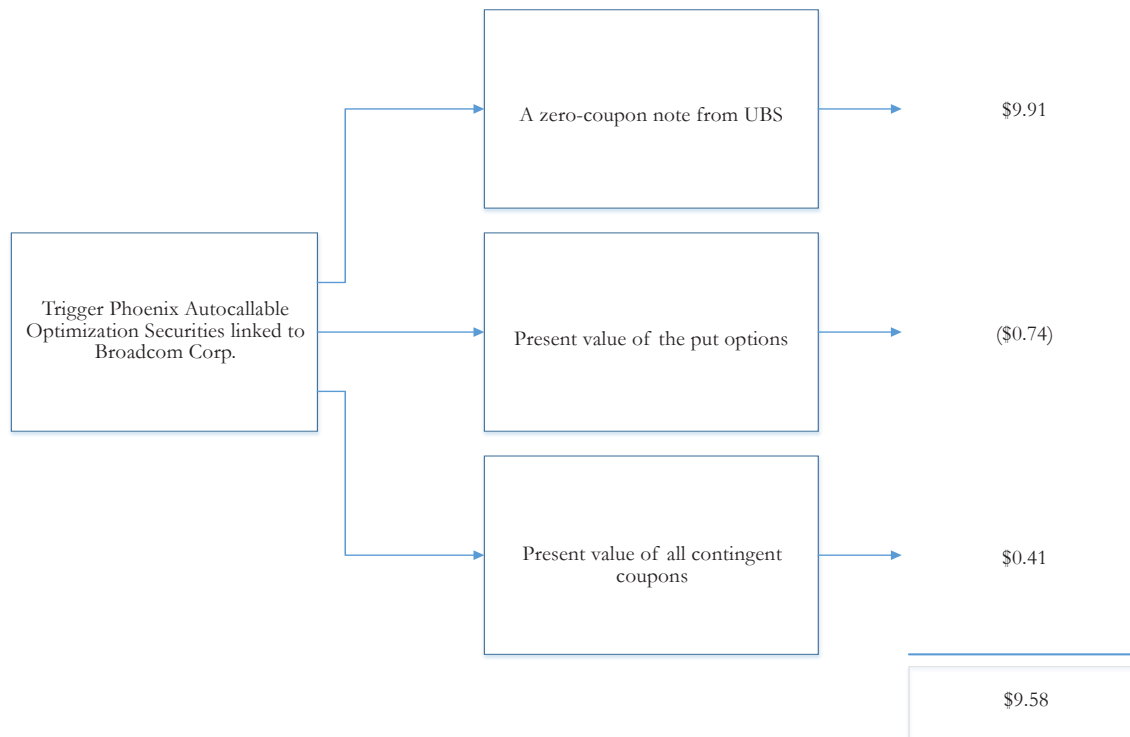 A zero-coupon note from UBS
$9.91
Trigger Phoenix Autocallable
Optimization Securities linked to
Broadcom Corp.
Present value of the put options
($0.74)
Present value of all contingent
coupons
$0.41
$9.58